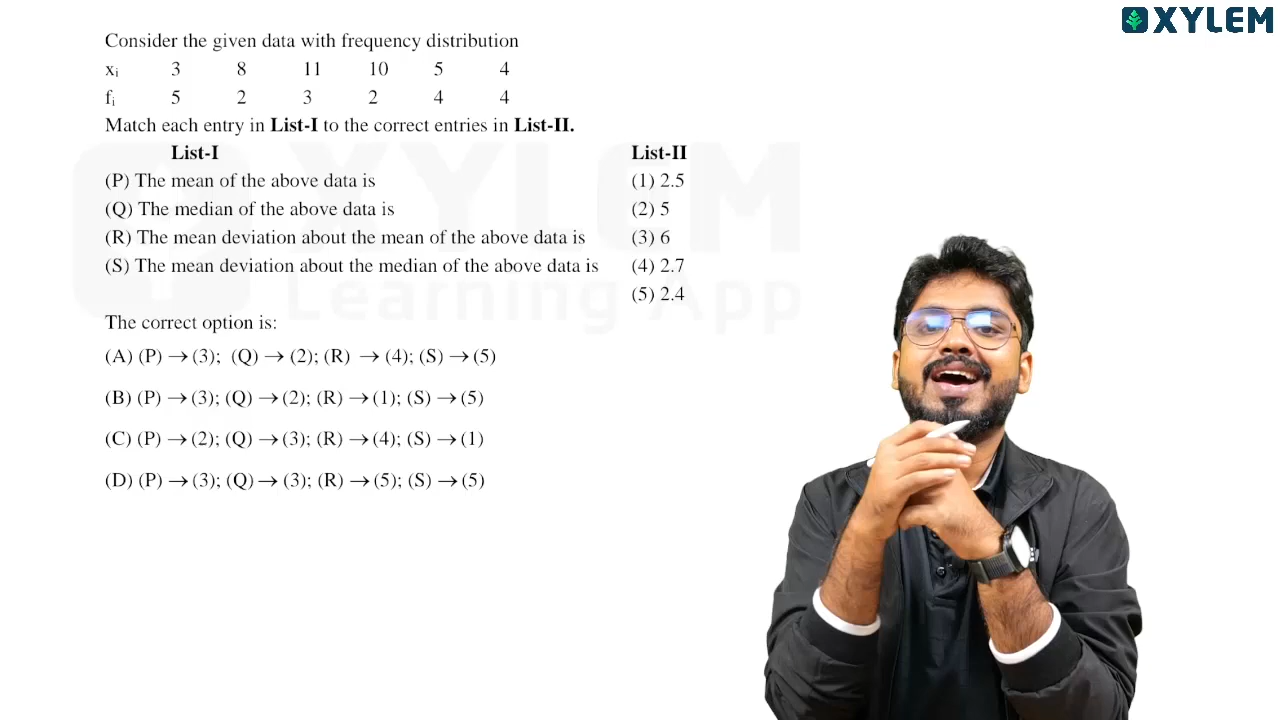 XYLEM
Consider the given data with frequency distribution
xᵢ 3 8 11 10 5 4
fᵢ 5 2 3 2 4 4
Match each entry in List-I to the correct entries in List-II.
List-I List-II
(P) The mean of the above data is (1) 2.5
(Q) The median of the above data is (2) 5
(R) The mean deviation about the mean of the above data is (3) 6
(S) The mean deviation about the median of the above data is (4) 2.7
(5) 2.4
XYLEM
Learning App
The correct option is:
(A) (P) → (3); (Q) → (2); (R) → (4); (S) → (5)
(B) (P) → (3); (Q) → (2); (R) → (1); (S) → (5)
(C) (P) → (2); (Q) → (3); (R) → (4); (S) → (1)
(D) (P) → (3); (Q) → (3); (R) → (5); (S) → (5)